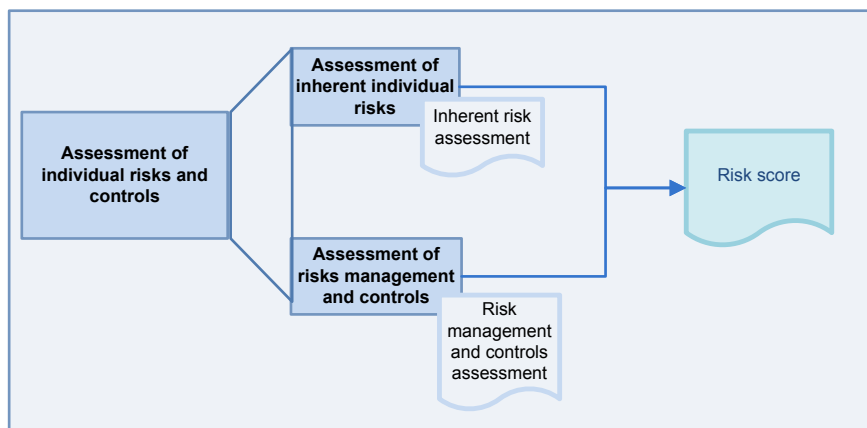 Assessment of
individual risks and
controls
Assessment of
inherent individual
risks
Inherent risk
assessment
Assessment of
risks management
and controls
Risk
management
and controls
assessment
Risk score